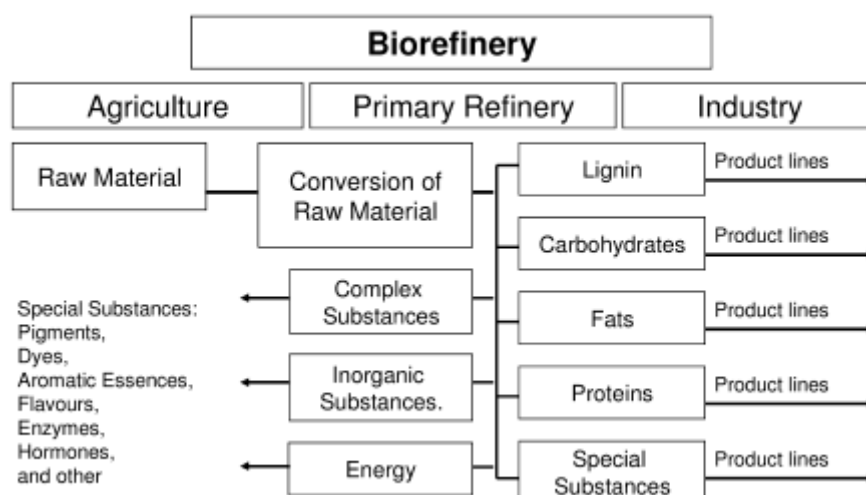 Biorefinery
Agriculture
Primary Refinery
Industry
Raw Material
Conversion of
Raw Material
Lignin
Product lines
Carbohydrates
Product lines
Complex
Substances
Fats
Product lines
Inorganic
Substances.
Proteins
Product lines
Energy
Special
Substances
Product lines
Special Substances:
Pigments,
Dyes,
Aromatic Essences,
Flavours,
Enzymes,
Hormones,
and other